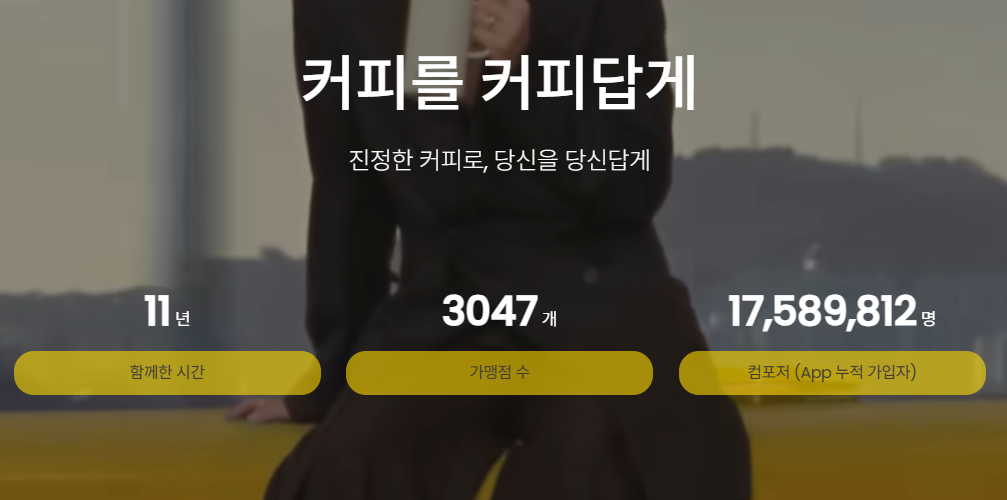 커피를 커피답게
진정한 커피로, 당신을 당신답게
11 년
함께한 시간
3047 개
가맹점 수
17,589,812 명
컴포저 (App 누적 가입자)